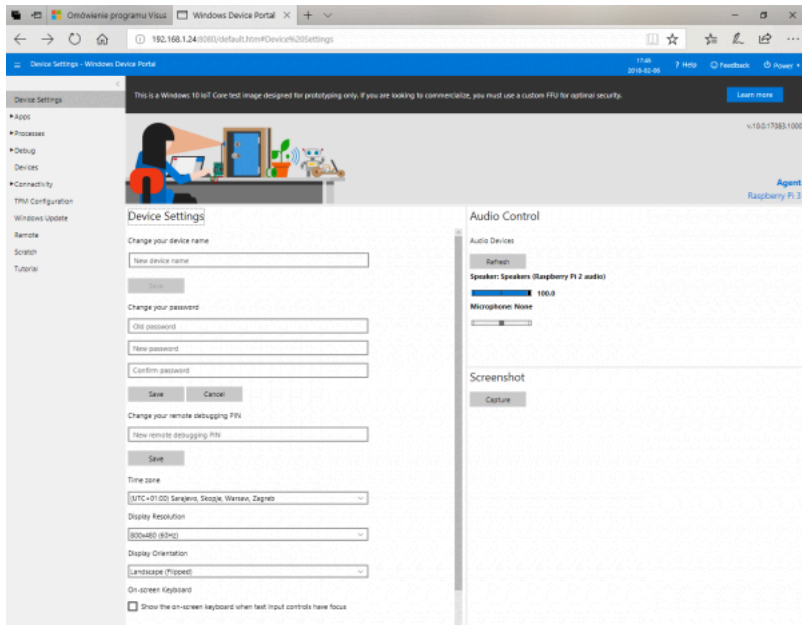 Omówienie programu Visua
Windows Device Portal
192.168.1.24:8080/default.htm#Device%20Settings
Device Settings - Windows Device Portal
17:46
2018-02-06
? Help
Feedback
Power
This is a Windows 10 IoT Core test image designed for prototyping only. If you are looking to commercialize, you must use a custom FFU for optimal security.
Learn more
Device Settings
Apps
Processes
Debug
Devices
Connectivity
TPM Configuration
Windows Update
Remote
Scratch
Tutorial
v.10.0.17083.1000
Agent
Raspberry Pi 3
Device Settings
Change your device name
New device name
Save
Change your password
Old password
New password
Confirm password
Save Cancel
Change your remote debugging PIN
New remote debugging PIN
Save
Time zone
(UTC+01:00) Sarajevo, Skopje, Warsaw, Zagreb
Display Resolution
800x480 (60Hz)
Display Orientation
Landscape (Flipped)
On-screen Keyboard
Show the on-screen keyboard when text input controls have focus
Audio Control
Audio Devices
Refresh
Speaker: Speakers (Raspberry Pi 2 audio)
100.0
Microphone: None
Screenshot
Capture